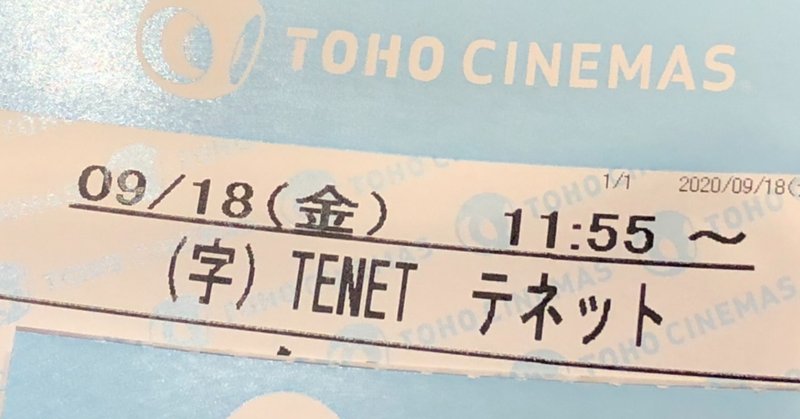 TOHO CINEMAS
1/1 2020/09/18(
09/18(金) 11:55 ～
(字) TENET テネット